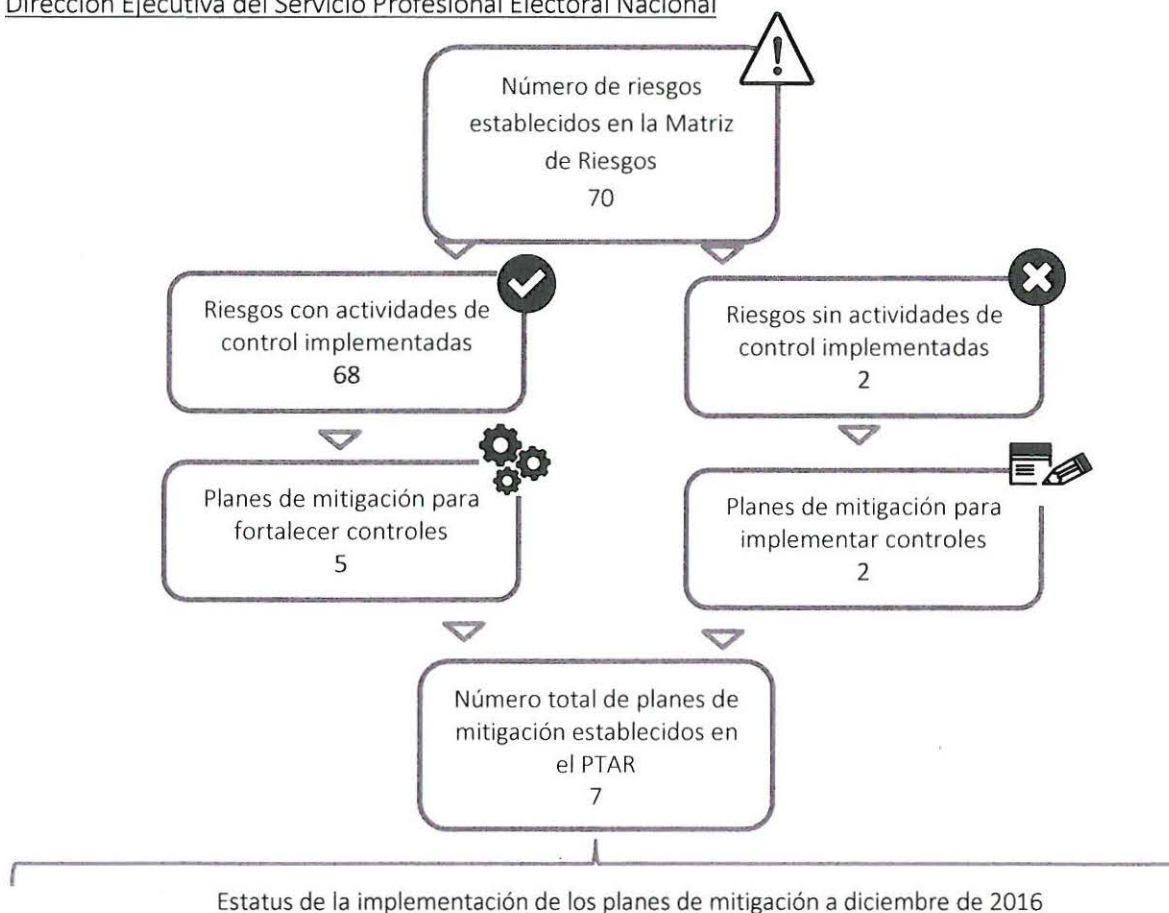 Dirección Ejecutiva del Servicio Profesional Electoral Nacional
Número de riesgos
establecidos en la Matriz
de Riesgos
70
Riesgos con actividades de
control implementadas
68
Riesgos sin actividades de
control implementadas
2
Planes de mitigación para
fortalecer controles
5
Planes de mitigación para
implementar controles
2
Número total de planes de
mitigación establecidos en
el PTAR
7
Estatus de la implementación de los planes de mitigación a diciembre de 2016